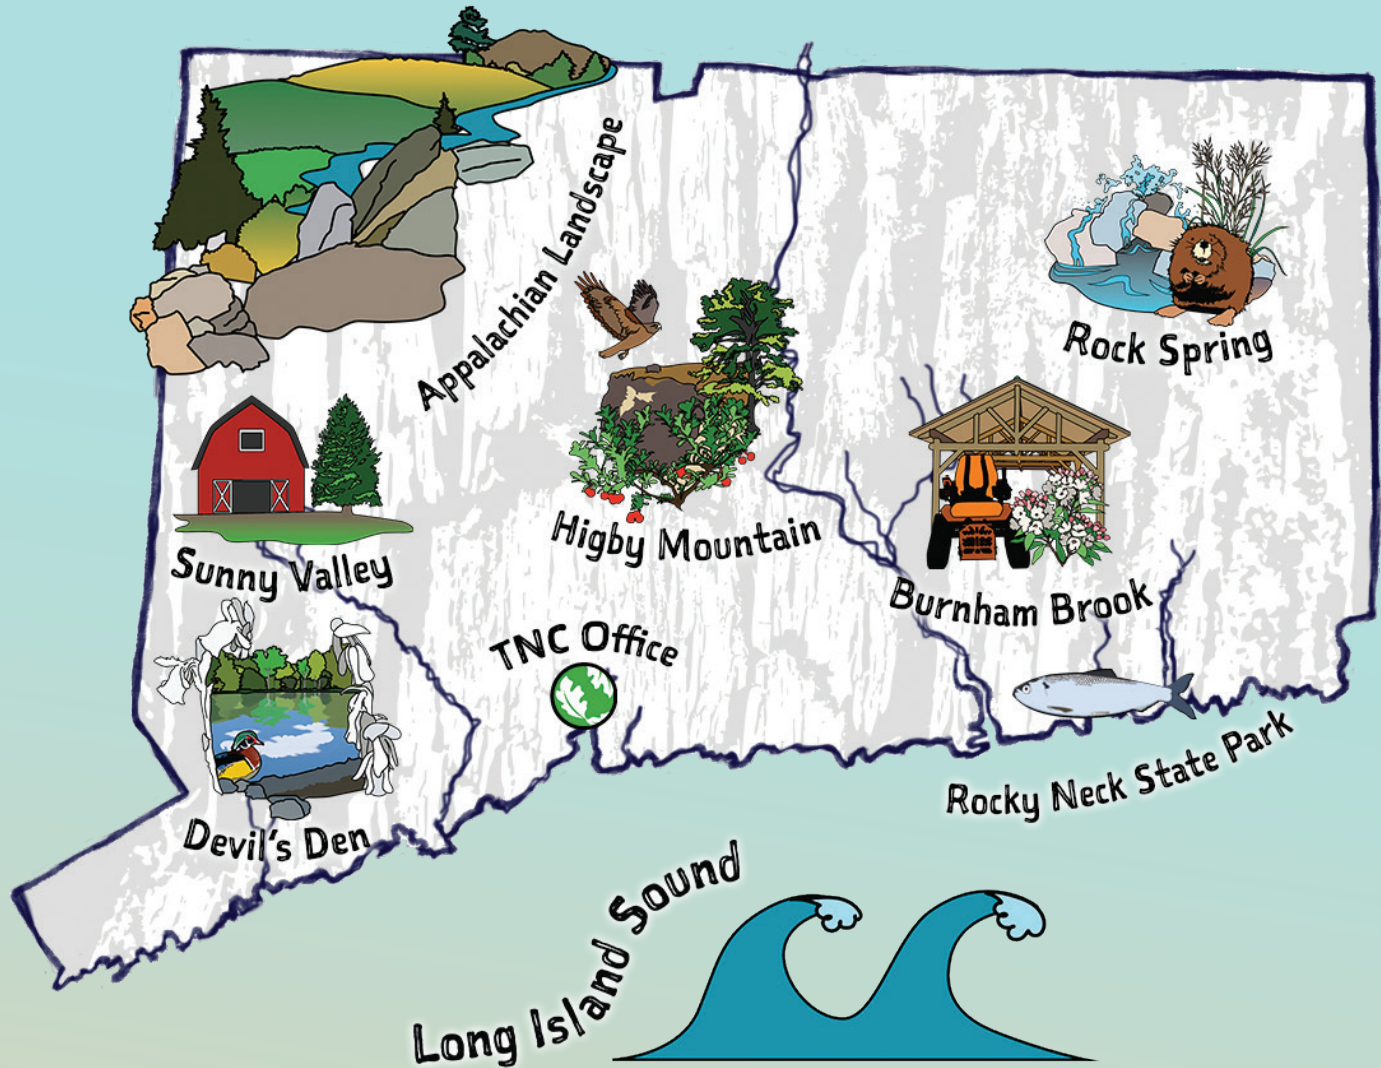 Appalachian Landscape
Rock Spring
Higby Mountain
Sunny Valley
Burnham Brook
TNC Office
Rocky Neck State Park
Devil's Den
Long Island Sound